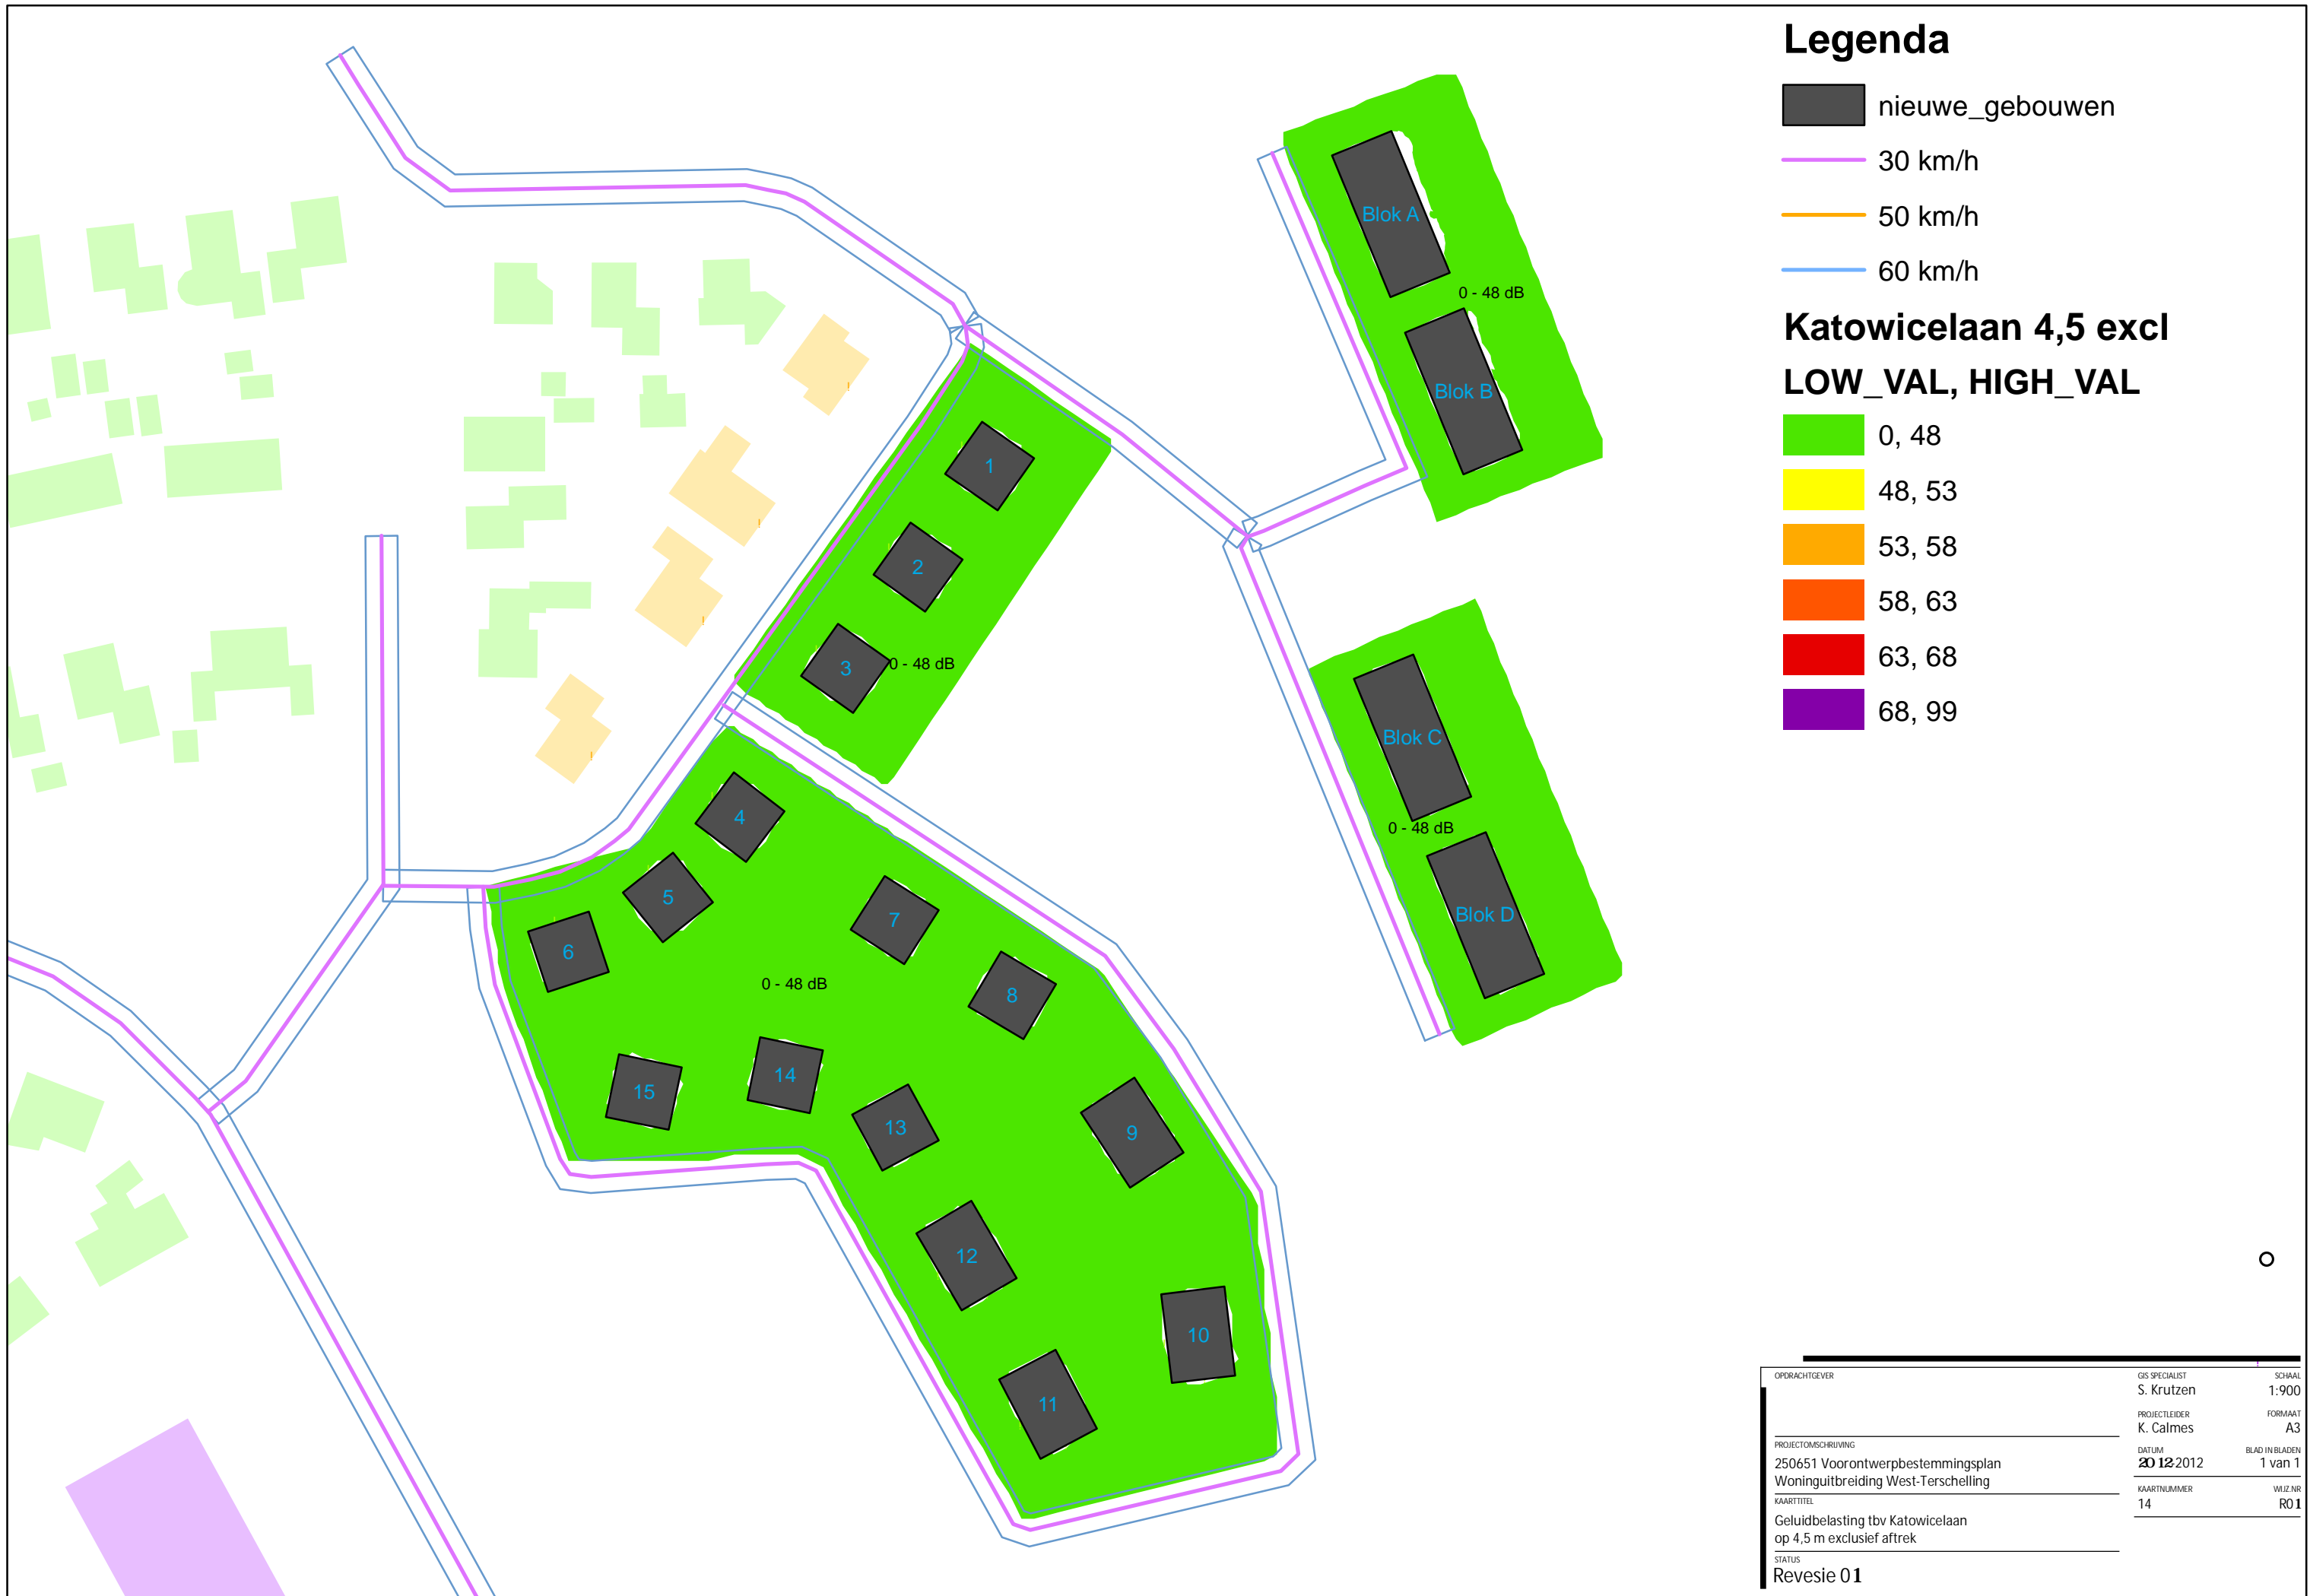 Legenda
nieuwe_gebouwen
30 km/h
50 km/h
60 km/h
Katowicelaan 4,5 excl
LOW_VAL, HIGH_VAL
0, 48
48, 53
53, 58
58, 63
63, 68
68, 99
Blok A
0 - 48 dB
Blok B
1
2
3
0 - 48 dB
Blok C
0 - 48 dB
Blok D
4
5
6
7
8
0 - 48 dB
14
15
13
9
12
10
11
OPDRACHTGEVER
PROJECTOMSCHRIJVING
250651 Voorontwerpbestemmingsplan
Woninguitbreiding West-Terschelling
KAARTTITEL
Geluidbelasting tbv Katowicelaan
op 4,5 m exclusief aftrek
STATUS
Revesie 01
GIS SPECIALIST
S. Krutzen
SCHAAL
1:900
PROJECTLEIDER
K. Calmes
FORMAAT
A3
DATUM
20-12-2012
BLAD IN BLADEN
1 van 1
KAARTNUMMER
14
WIJZ.NR
R01